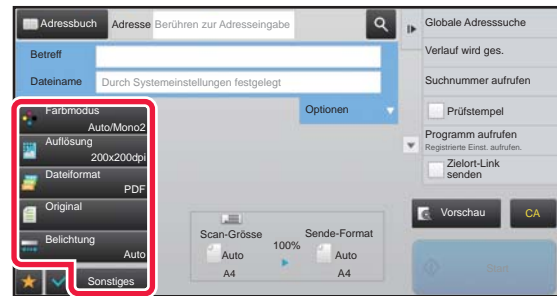 Adressbuch
Adresse
Berühren zur Adresseingabe
Betreff
Dateiname
Durch Systemeinstellungen festgelegt
Optionen
Farbmodus
Auto/Mono2
Auflösung
200x200dpi
Dateiformat
PDF
Original
Belichtung
Auto
Sonstiges
Scan-Grösse
Auto
A4
100%
Sende-Format
Auto
A4
Globale Adresssuche
Verlauf wird ges.
Suchnummer aufrufen
Prüfstempel
Programm aufrufen
Registrierte Einst. aufrufen.
Zielort-Link
senden
Vorschau
CA
Start